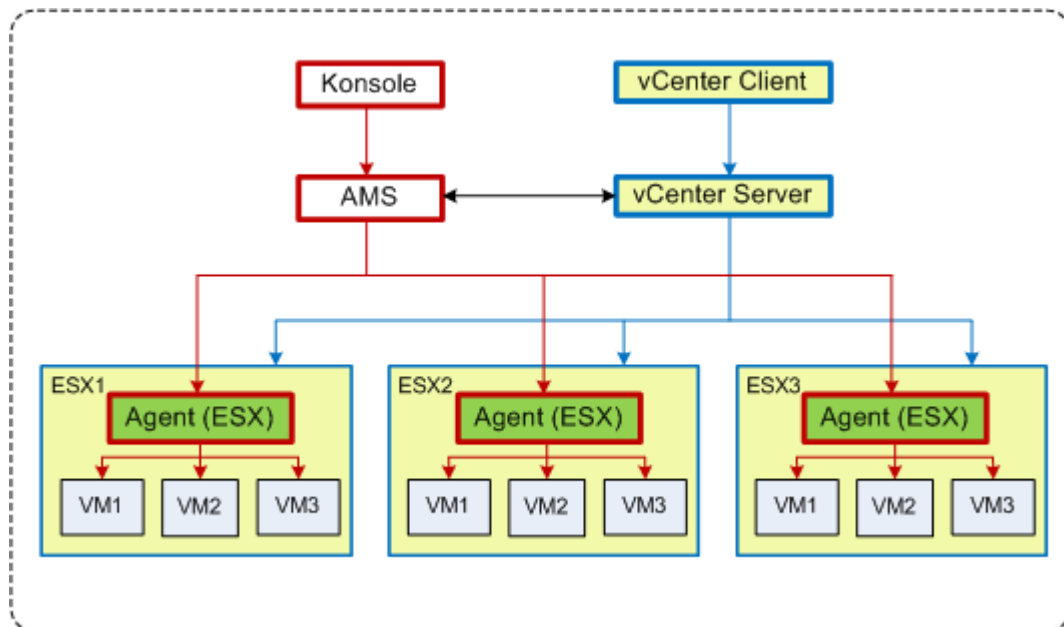 Konsole
vCenter Client
AMS
vCenter Server
ESX1
Agent (ESX)
VM1
VM2
VM3
ESX2
Agent (ESX)
VM1
VM2
VM3
ESX3
Agent (ESX)
VM1
VM2
VM3